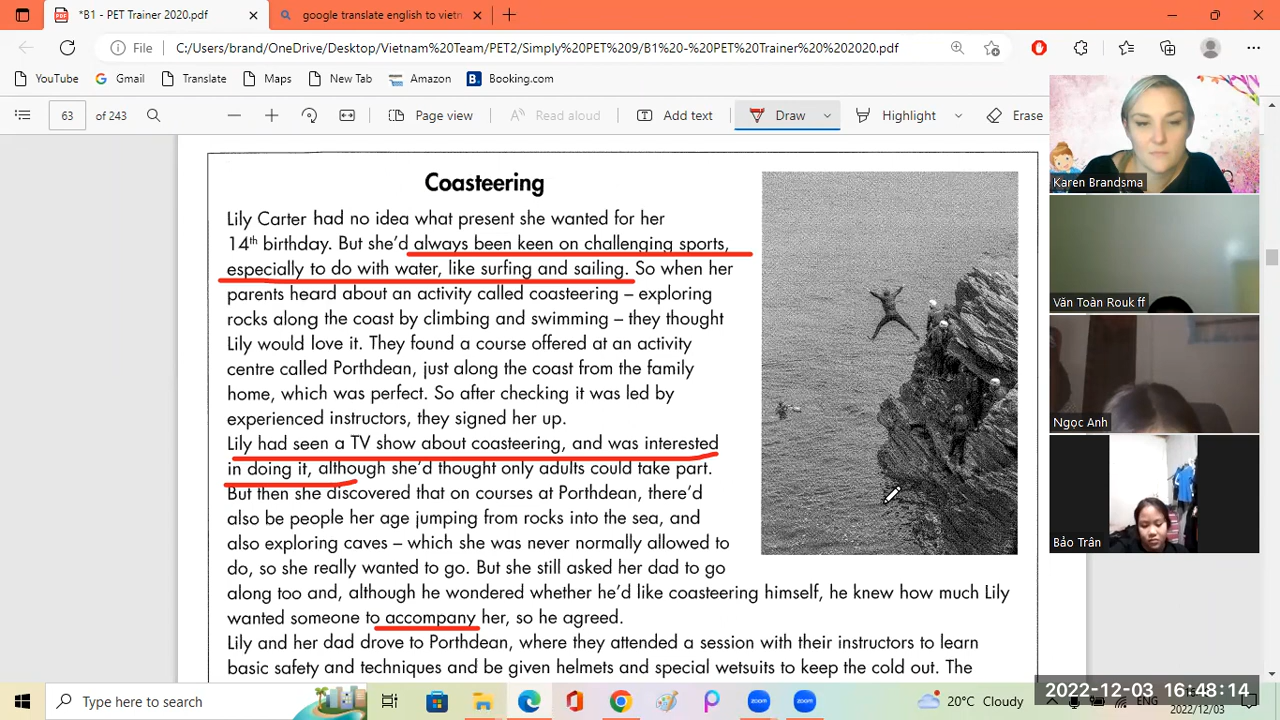 *B1 - PET Trainer 2020.pdf
google translate english to vietn
File
C:/Users/brand/OneDrive/Desktop/Vietnam%20Team/PET2/Simply%20PET%209/B1%20-%20PET%20Trainer%20%202020.pdf
YouTube
Gmail
Translate
Maps
New Tab
Amazon
Booking.com
63 of 243
Page view
Read aloud
Add text
Draw
Highlight
Erase
Coasteering
Lily Carter had no idea what present she wanted for her
14th birthday. But she'd always been keen on challenging sports,
especially to do with water, like surfing and sailing. So when her
parents heard about an activity called coasteering – exploring
rocks along the coast by climbing and swimming – they thought
Lily would love it. They found a course offered at an activity
centre called Porthdean, just along the coast from the family
home, which was perfect. So after checking it was led by
experienced instructors, they signed her up.
Lily had seen a TV show about coasteering, and was interested
in doing it, although she'd thought only adults could take part.
But then she discovered that on courses at Porthdean, there'd
also be people her age jumping from rocks into the sea, and
also exploring caves – which she was never normally allowed to
do, so she really wanted to go. But she still asked her dad to go
along too and, although he wondered whether he'd like coasteering himself, he knew how much Lily
wanted someone to accompany her, so he agreed.
Lily and her dad drove to Porthdean, where they attended a session with their instructors to learn
basic safety and techniques and be given helmets and special wetsuits to keep the cold out. The
Karen Brandsma
Văn Toàn Rouk ff
Ngọc Anh
Bảo Trân
Type here to search
zoom
zoom
20°C Cloudy
ENG
2022-12-03 16:48:14
2022/12/03